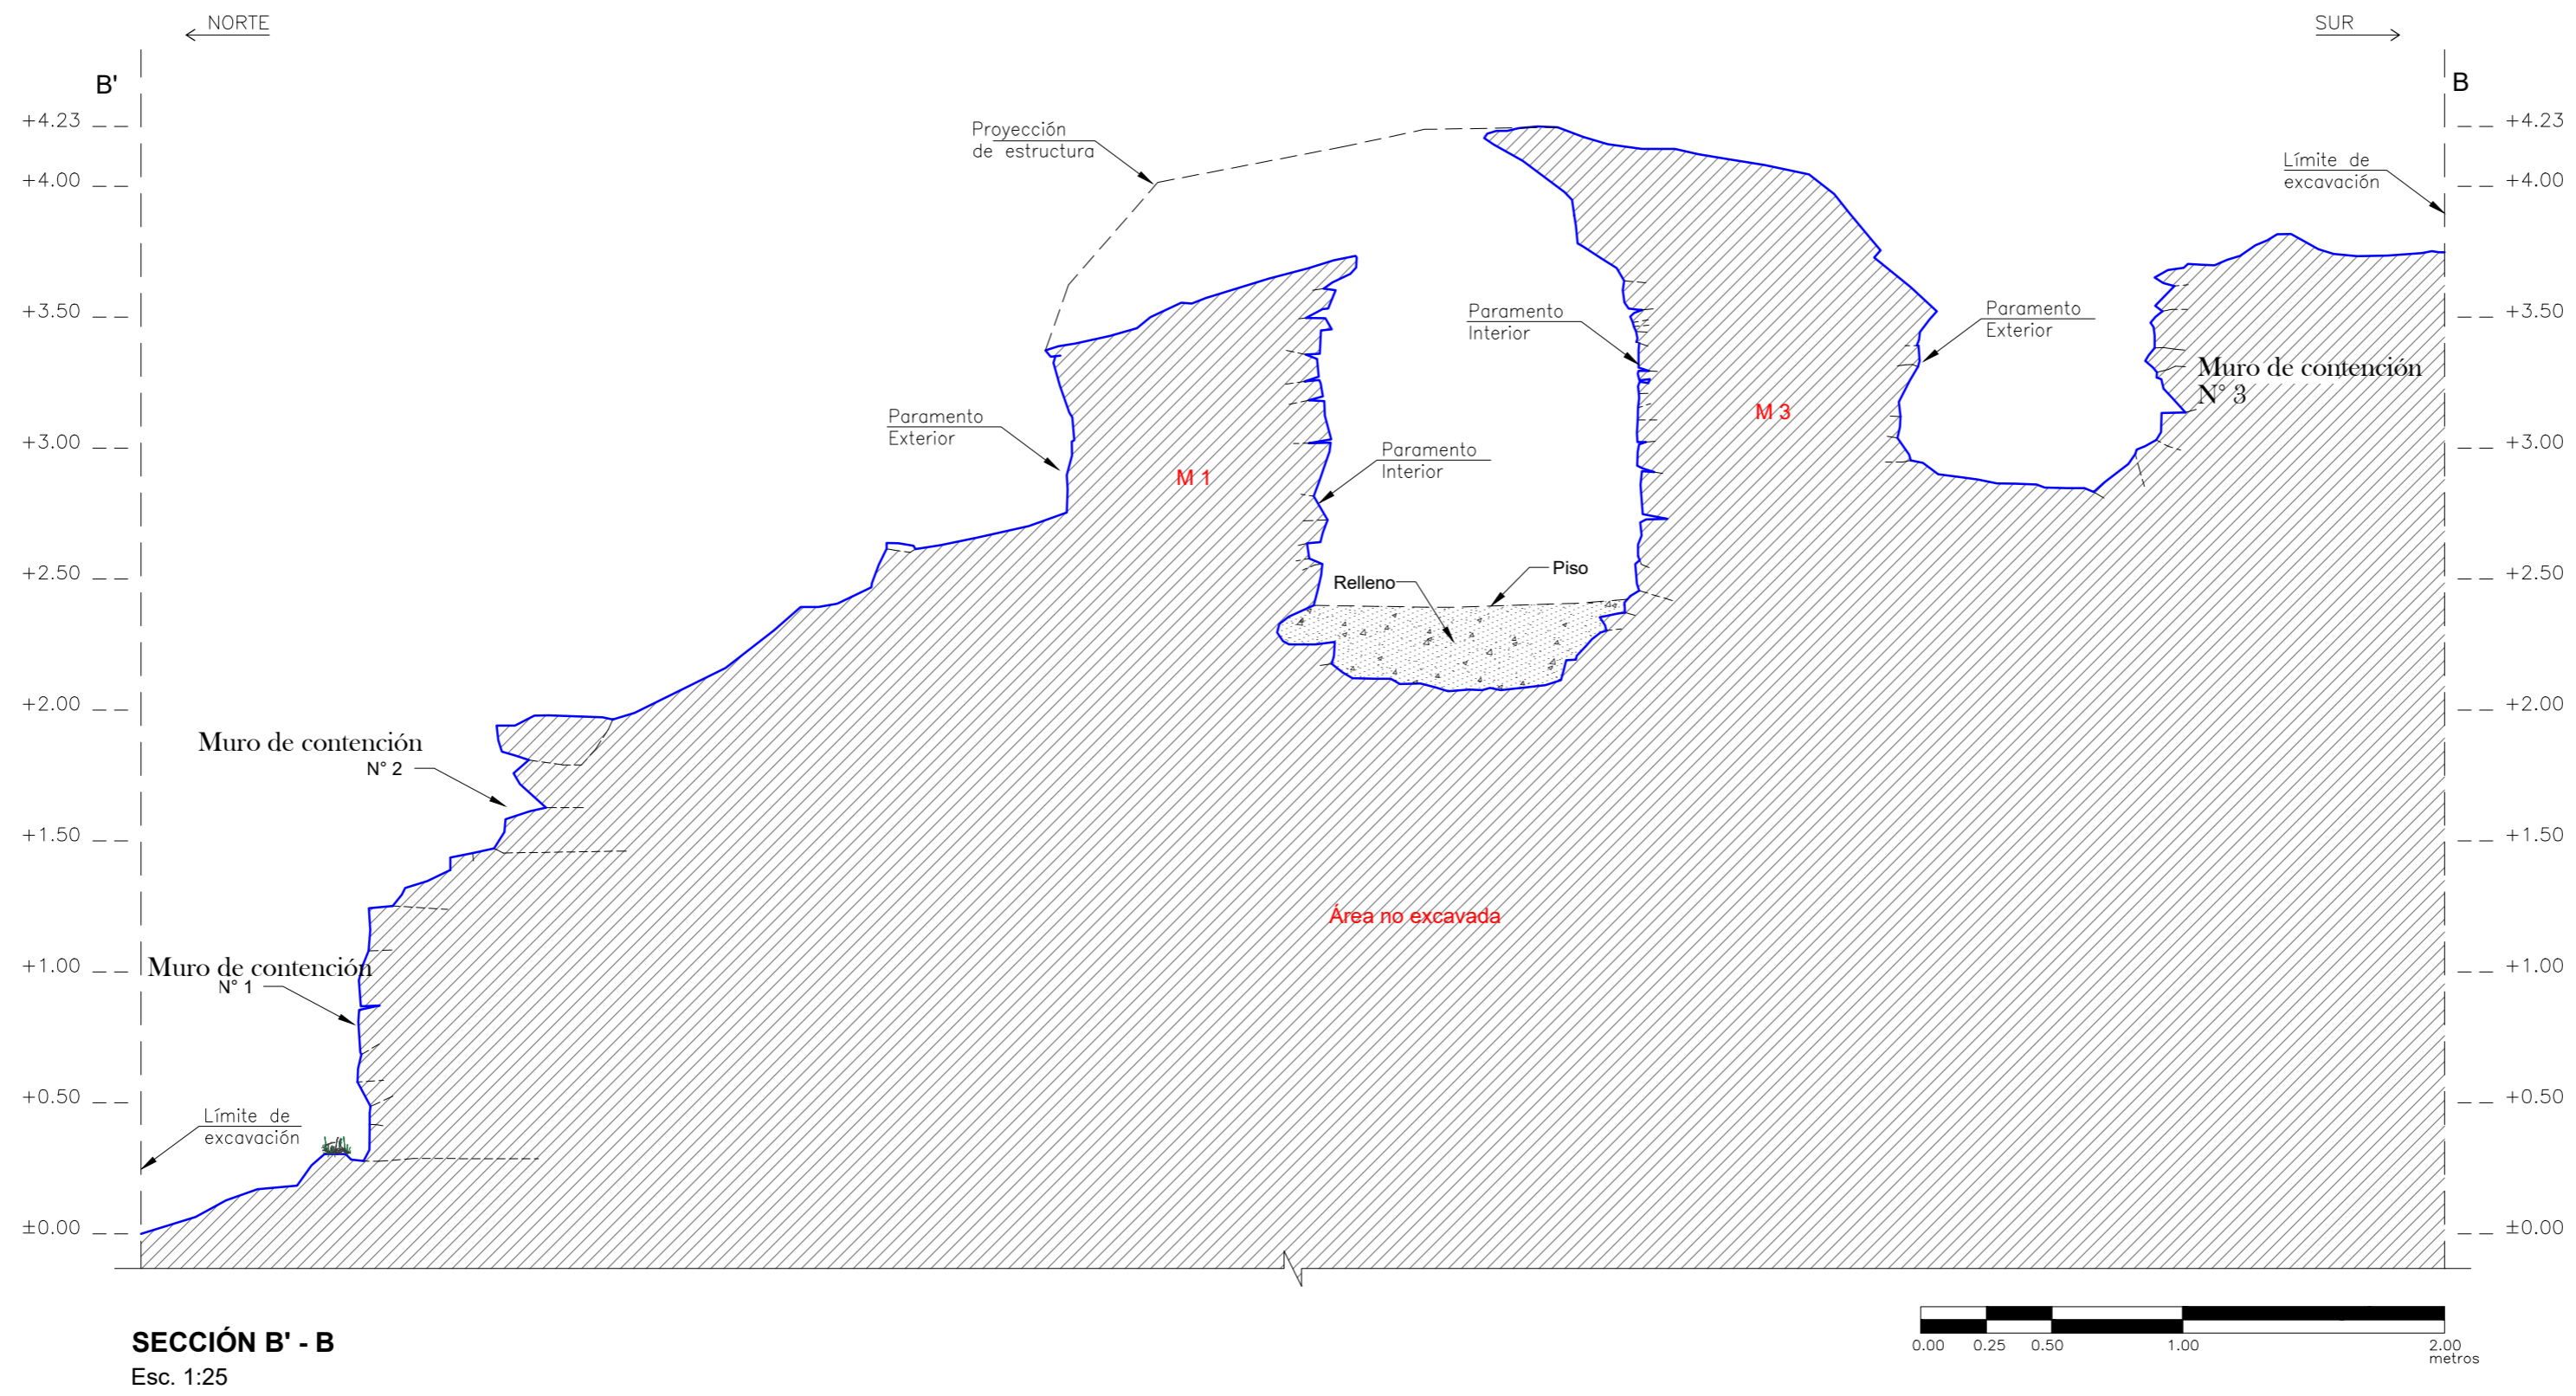 NORTE
SUR
B'
B
+4.23
+4.23
Proyección
de estructura
Límite de
excavación
+4.00
+4.00
+3.50
+3.50
Paramento
Interior
Paramento
Exterior
Muro de contención
N° 3
M 3
Paramento
Exterior
+3.00
+3.00
Paramento
Interior
M 1
+2.50
+2.50
Relleno
Piso
+2.00
+2.00
Muro de contención
N° 2
+1.50
+1.50
Área no excavada
+1.00
+1.00
Muro de contención
N° 1
+0.50
+0.50
Límite de
excavación
±0.00
±0.00
SECCIÓN B' - B
Esc. 1:25
0.00 0.25 0.50 1.00 2.00
metros